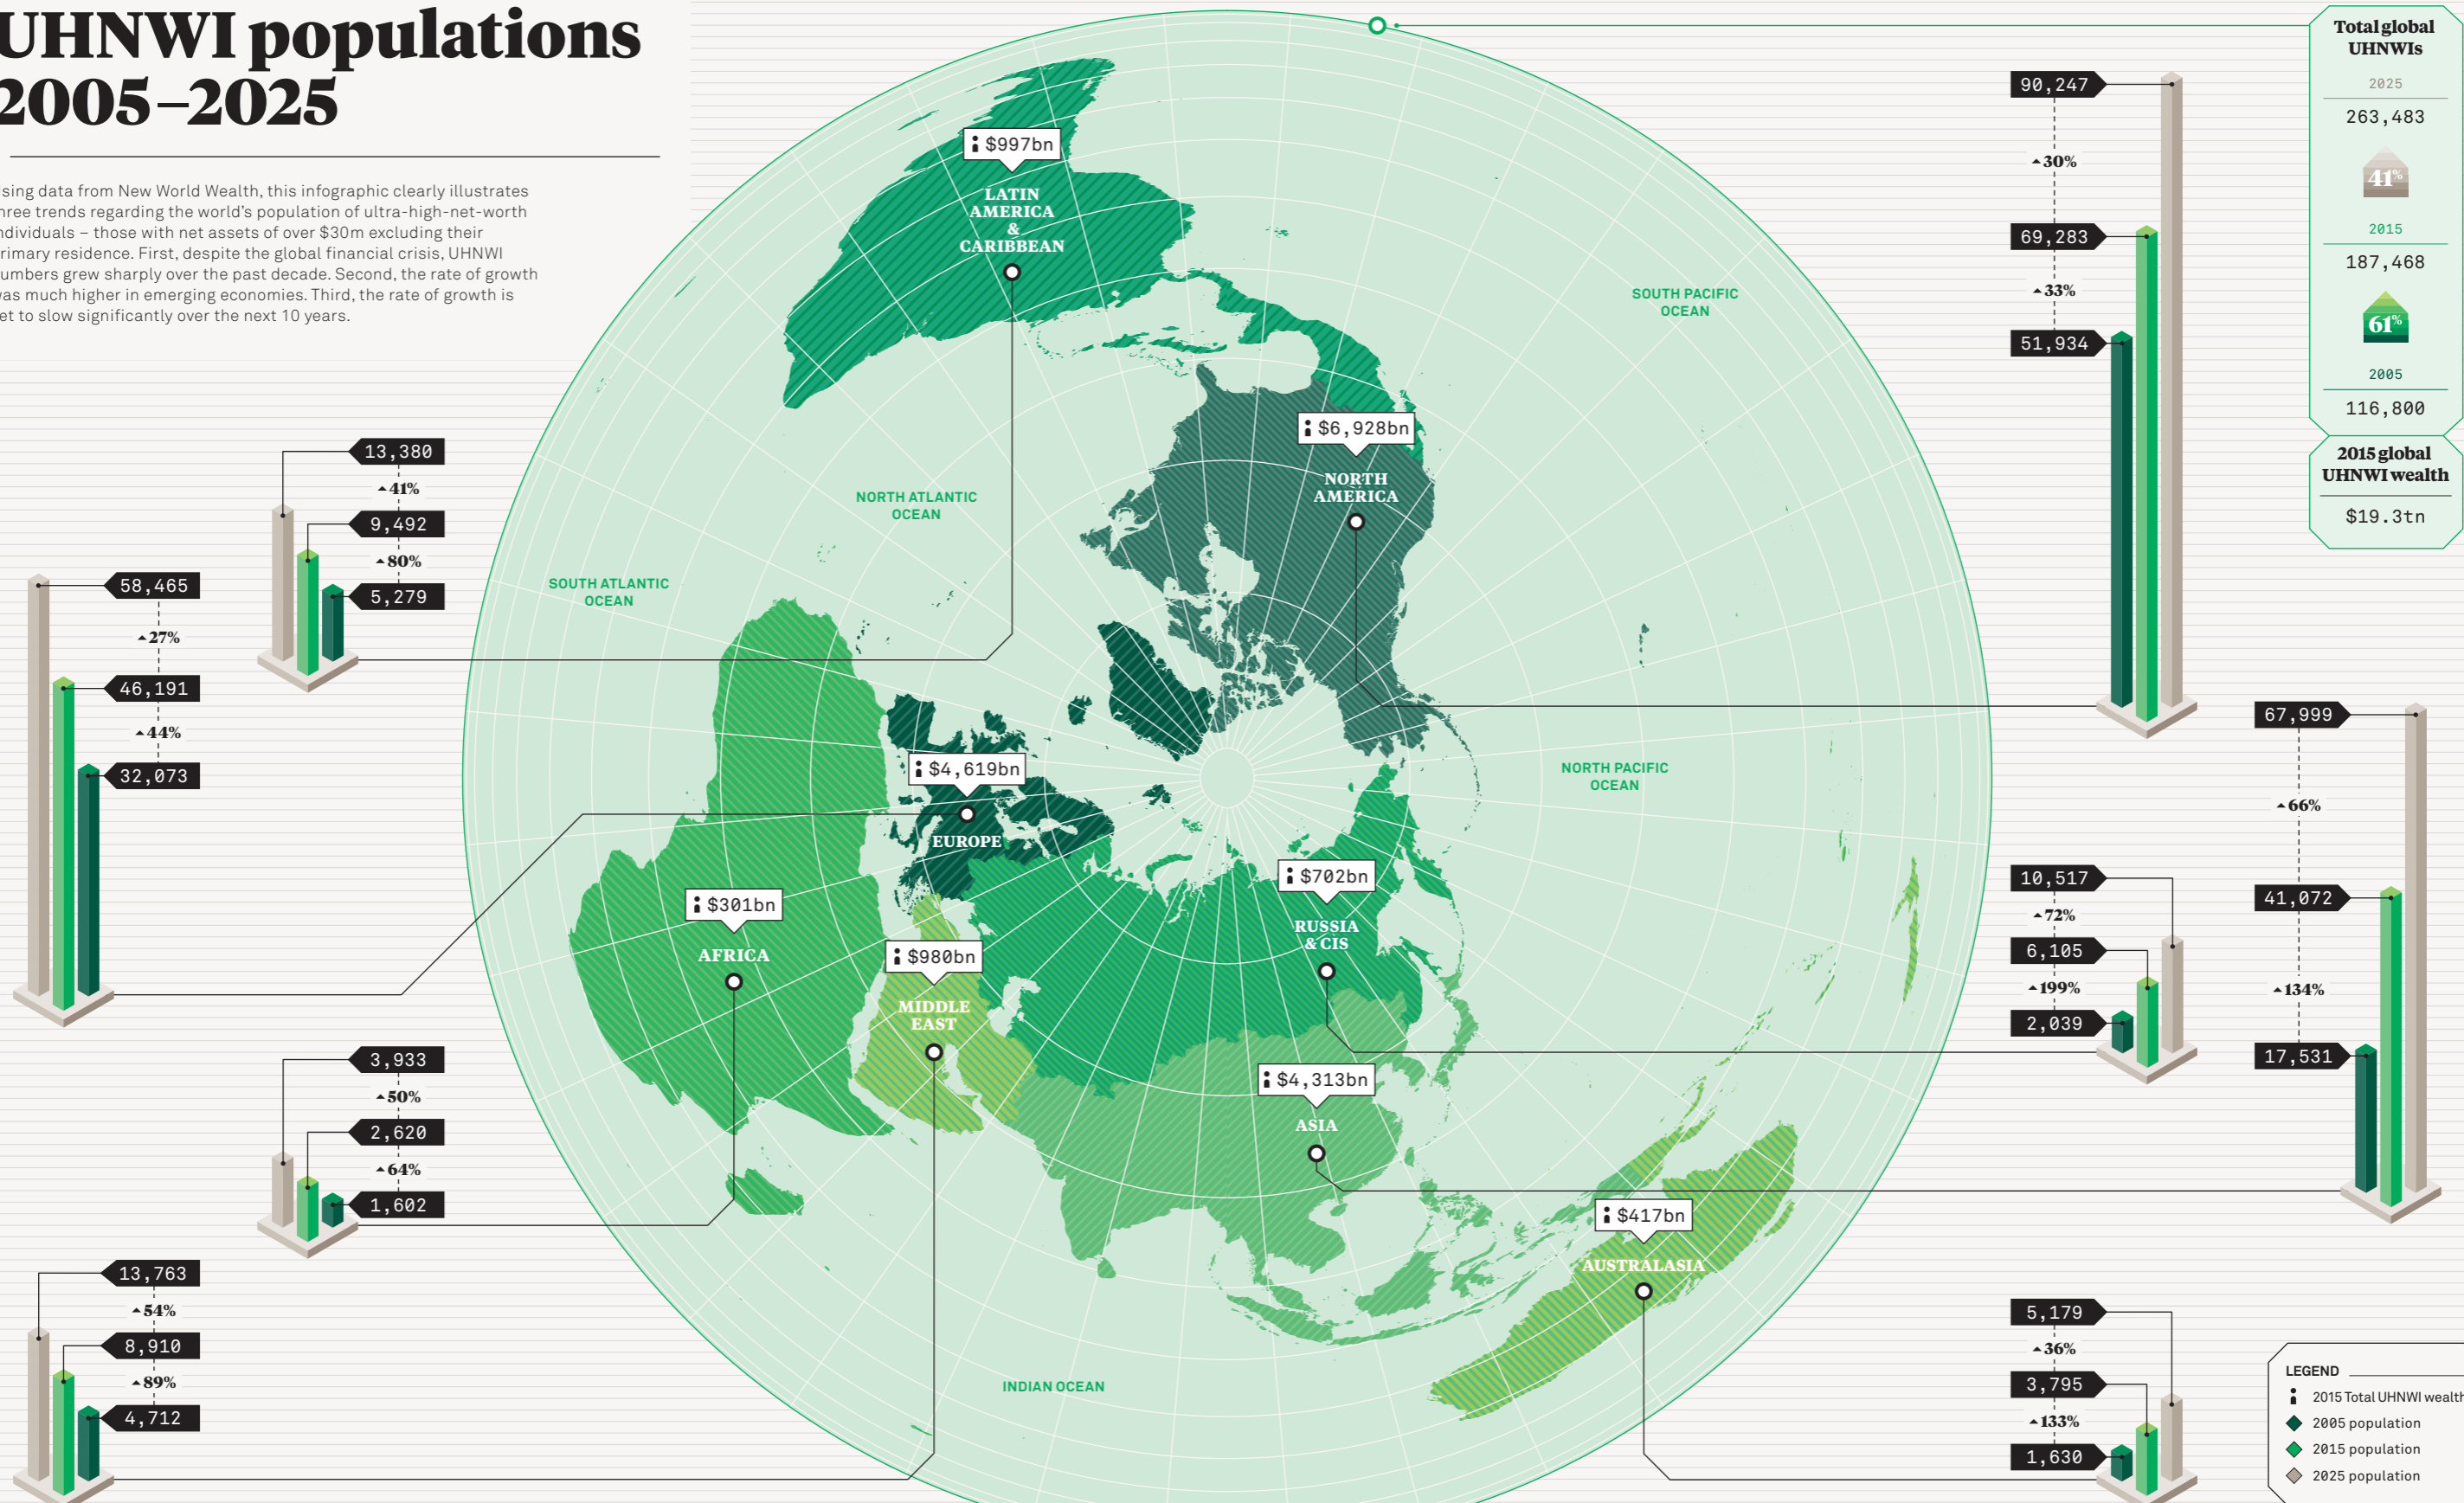 UHNWI populations
2005–2025
sing data from New World Wealth, this infographic clearly illustrates
hree trends regarding the world's population of ultra-high-net-worth
ndividuals – those with net assets of over $30m excluding their
rimary residence. First, despite the global financial crisis, UHNWI
umbers grew sharply over the past decade. Second, the rate of growth
was much higher in emerging economies. Third, the rate of growth is
et to slow significantly over the next 10 years.
13,380
41%
9,492
80%
5,279
58,465
27%
46,191
44%
32,073
3,933
50%
2,620
64%
1,602
13,763
54%
8,910
89%
4,712
$997bn
LATIN
AMERICA
&
CARIBBEAN
$6,928bn
NORTH
AMERICA
SOUTH PACIFIC
OCEAN
NORTH ATLANTIC
OCEAN
SOUTH ATLANTIC
OCEAN
$4,619bn
EUROPE
NORTH PACIFIC
OCEAN
$301bn
AFRICA
$980bn
MIDDLE
EAST
$702bn
RUSSIA
& CIS
$4,313bn
ASIA
$417bn
AUSTRALASIA
INDIAN OCEAN
90,247
30%
69,283
33%
51,934
67,999
66%
41,072
134%
17,531
10,517
72%
6,105
199%
2,039
5,179
36%
3,795
133%
1,630
Total global
UHNWIs
2025
263,483
41%
2015
187,468
61%
2005
116,800
2015 global
UHNWI wealth
$19.3tn
LEGEND
2015 Total UHNWI wealth
2005 population
2015 population
2025 population